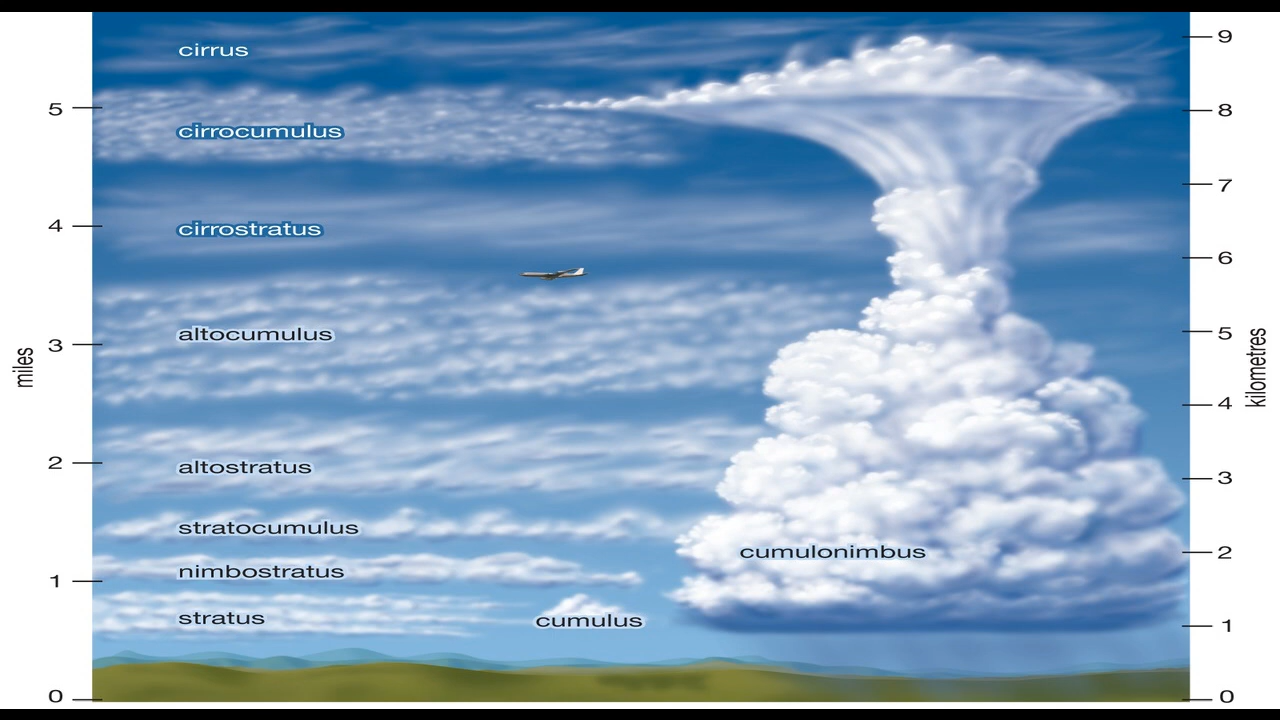 cirrus
cirrocumulus
cirrostratus
altocumulus
altostratus
stratocumulus
nimbostratus
stratus
cumulus
cumulonimbus
miles
5
4
3
2
1
0
kilometres
9
8
7
6
5
4
3
2
1
0